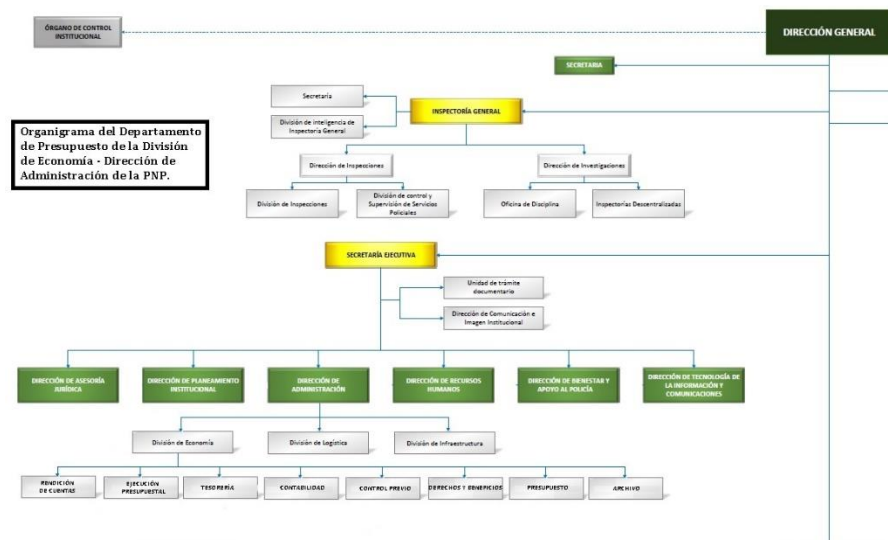 ÓRGANO DE CONTROL
INSTITUCIONAL
DIRECCIÓN GENERAL
SECRETARIA
Secretaría
INSPECTORÍA GENERAL
División de inteligencia de
Inspectoría General
Organigrama del Departamento
de Presupuesto de la División
de Economía - Dirección de
Administración de la PNP.
Dirección de Inspecciones
Dirección de Investigaciones
División de Inspecciones
División de control y
Supervisión de Servicios
Policiales
Oficina de Disciplina
Inspectorías Descentralizadas
SECRETARÍA EJECUTIVA
Unidad de trámite
documentario
Dirección de Comunicación e
Imagen Institucional
DIRECCIÓN DE ASESORÍA
JURÍDICA
DIRECCIÓN DE PLANEAMIENTO
INSTITUCIONAL
DIRECCIÓN DE
ADMINISTRACIÓN
DIRECCIÓN DE RECURSOS
HUMANOS
DIRECCIÓN DE BIENESTAR Y
APOYO AL POLICÍA
DIRECCIÓN DE TECNOLOGÍA DE
LA INFORMACIÓN Y
COMUNICACIONES
División de Economía
División de Logística
División de Infraestructura
RENDICIÓN
DE CUENTAS
EJECUCIÓN
PRESUPUESTAL
TESORERÍA
CONTABILIDAD
CONTROL PREVIO
DERECHOS Y BENEFICIOS
PRESUPUESTO
ARCHIVO